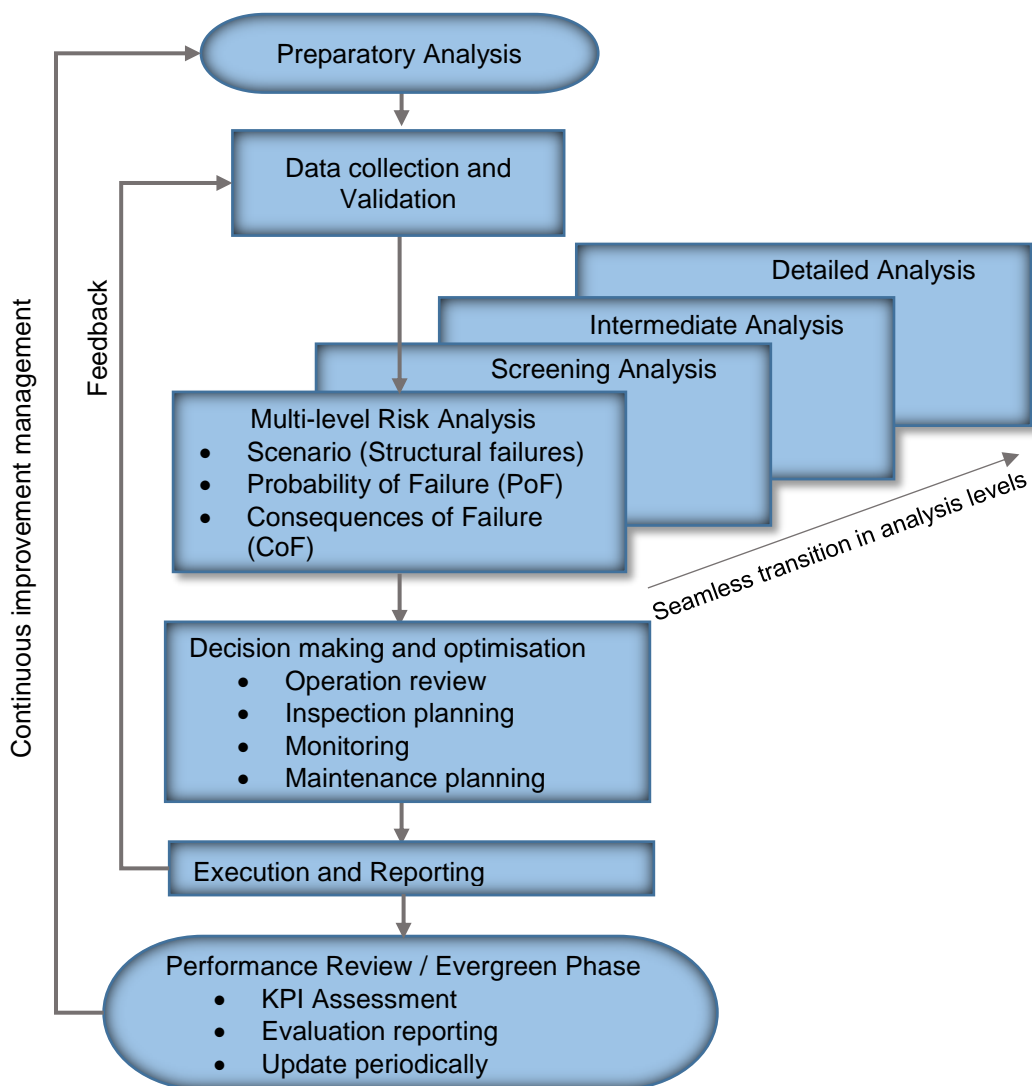 Preparatory Analysis
Data collection and
Validation
Detailed Analysis
Intermediate Analysis
Screening Analysis
Multi-level Risk Analysis
• Scenario (Structural failures)
• Probability of Failure (PoF)
• Consequences of Failure
(CoF)
Seamless transition in analysis levels
Decision making and optimisation
• Operation review
• Inspection planning
• Monitoring
• Maintenance planning
Execution and Reporting
Performance Review / Evergreen Phase
• KPI Assessment
• Evaluation reporting
• Update periodically
Feedback
Continuous improvement management